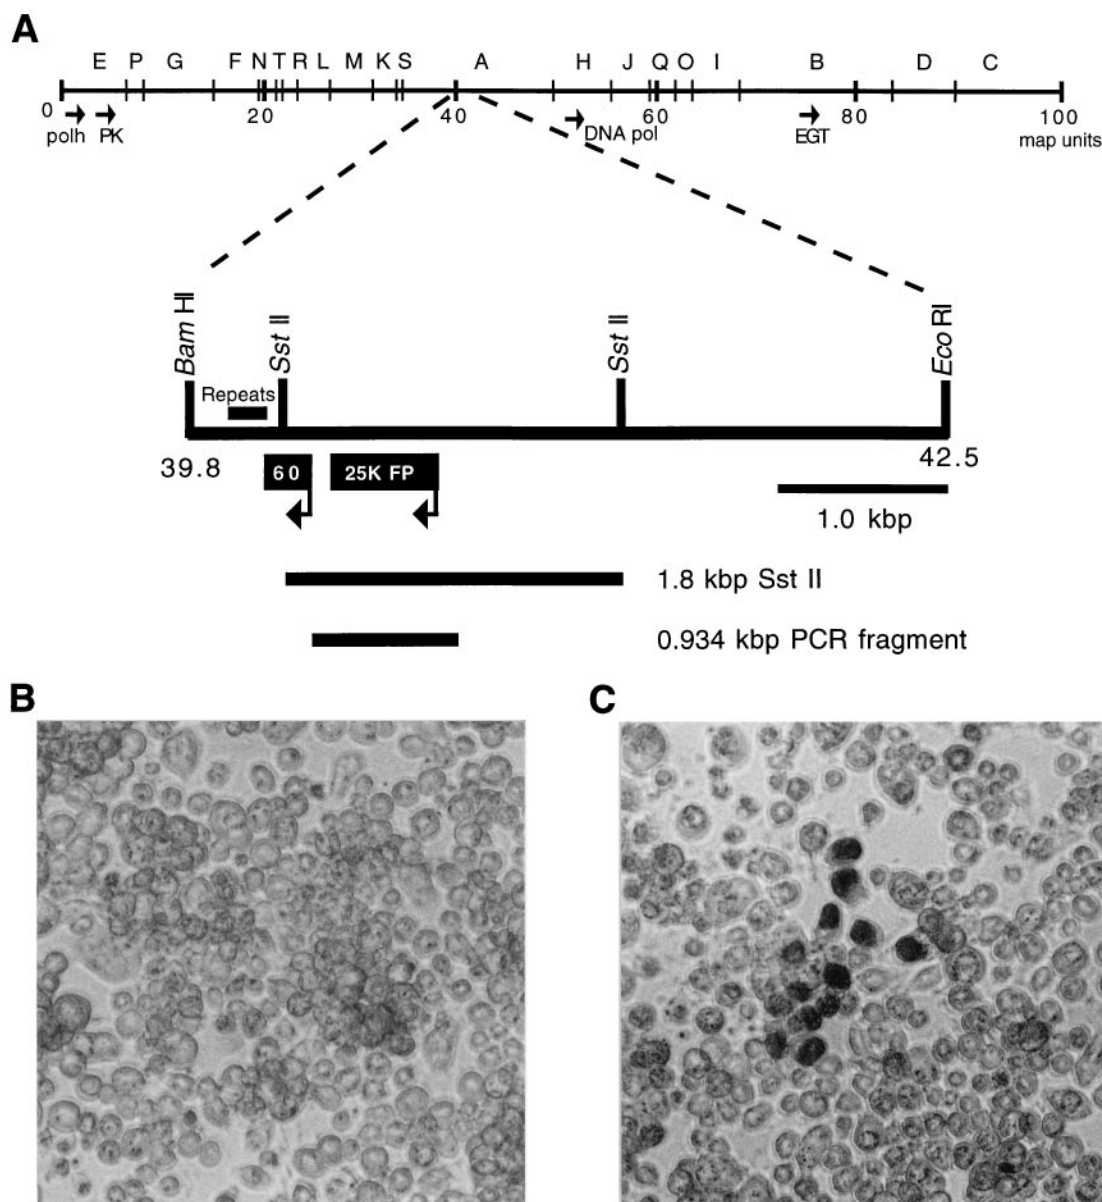 A
E P G F N T R L M K S A H J Q O I B D C
0 20 40 60 80 100
polh PK DNA pol EGT map units
Bam HI Sst II Sst II Eco RI
Repeats
39.8 42.5
60 25K FP
1.0 kbp
1.8 kbp Sst II
0.934 kbp PCR fragment
B C